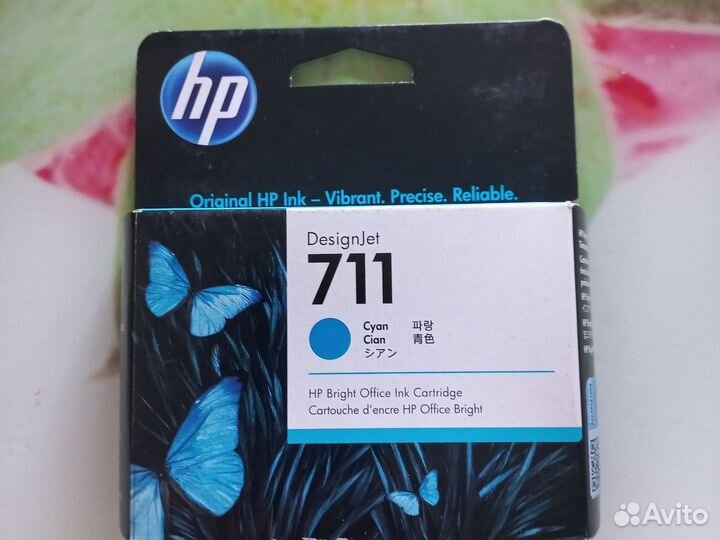 hp
Original HP Ink – Vibrant. Precise. Reliable.
DesignJet
711
Cyan 파랑
Cian 青色
シアン
HP Bright Office Ink Cartridge
Cartouche d'encre HP Office Bright
Avito